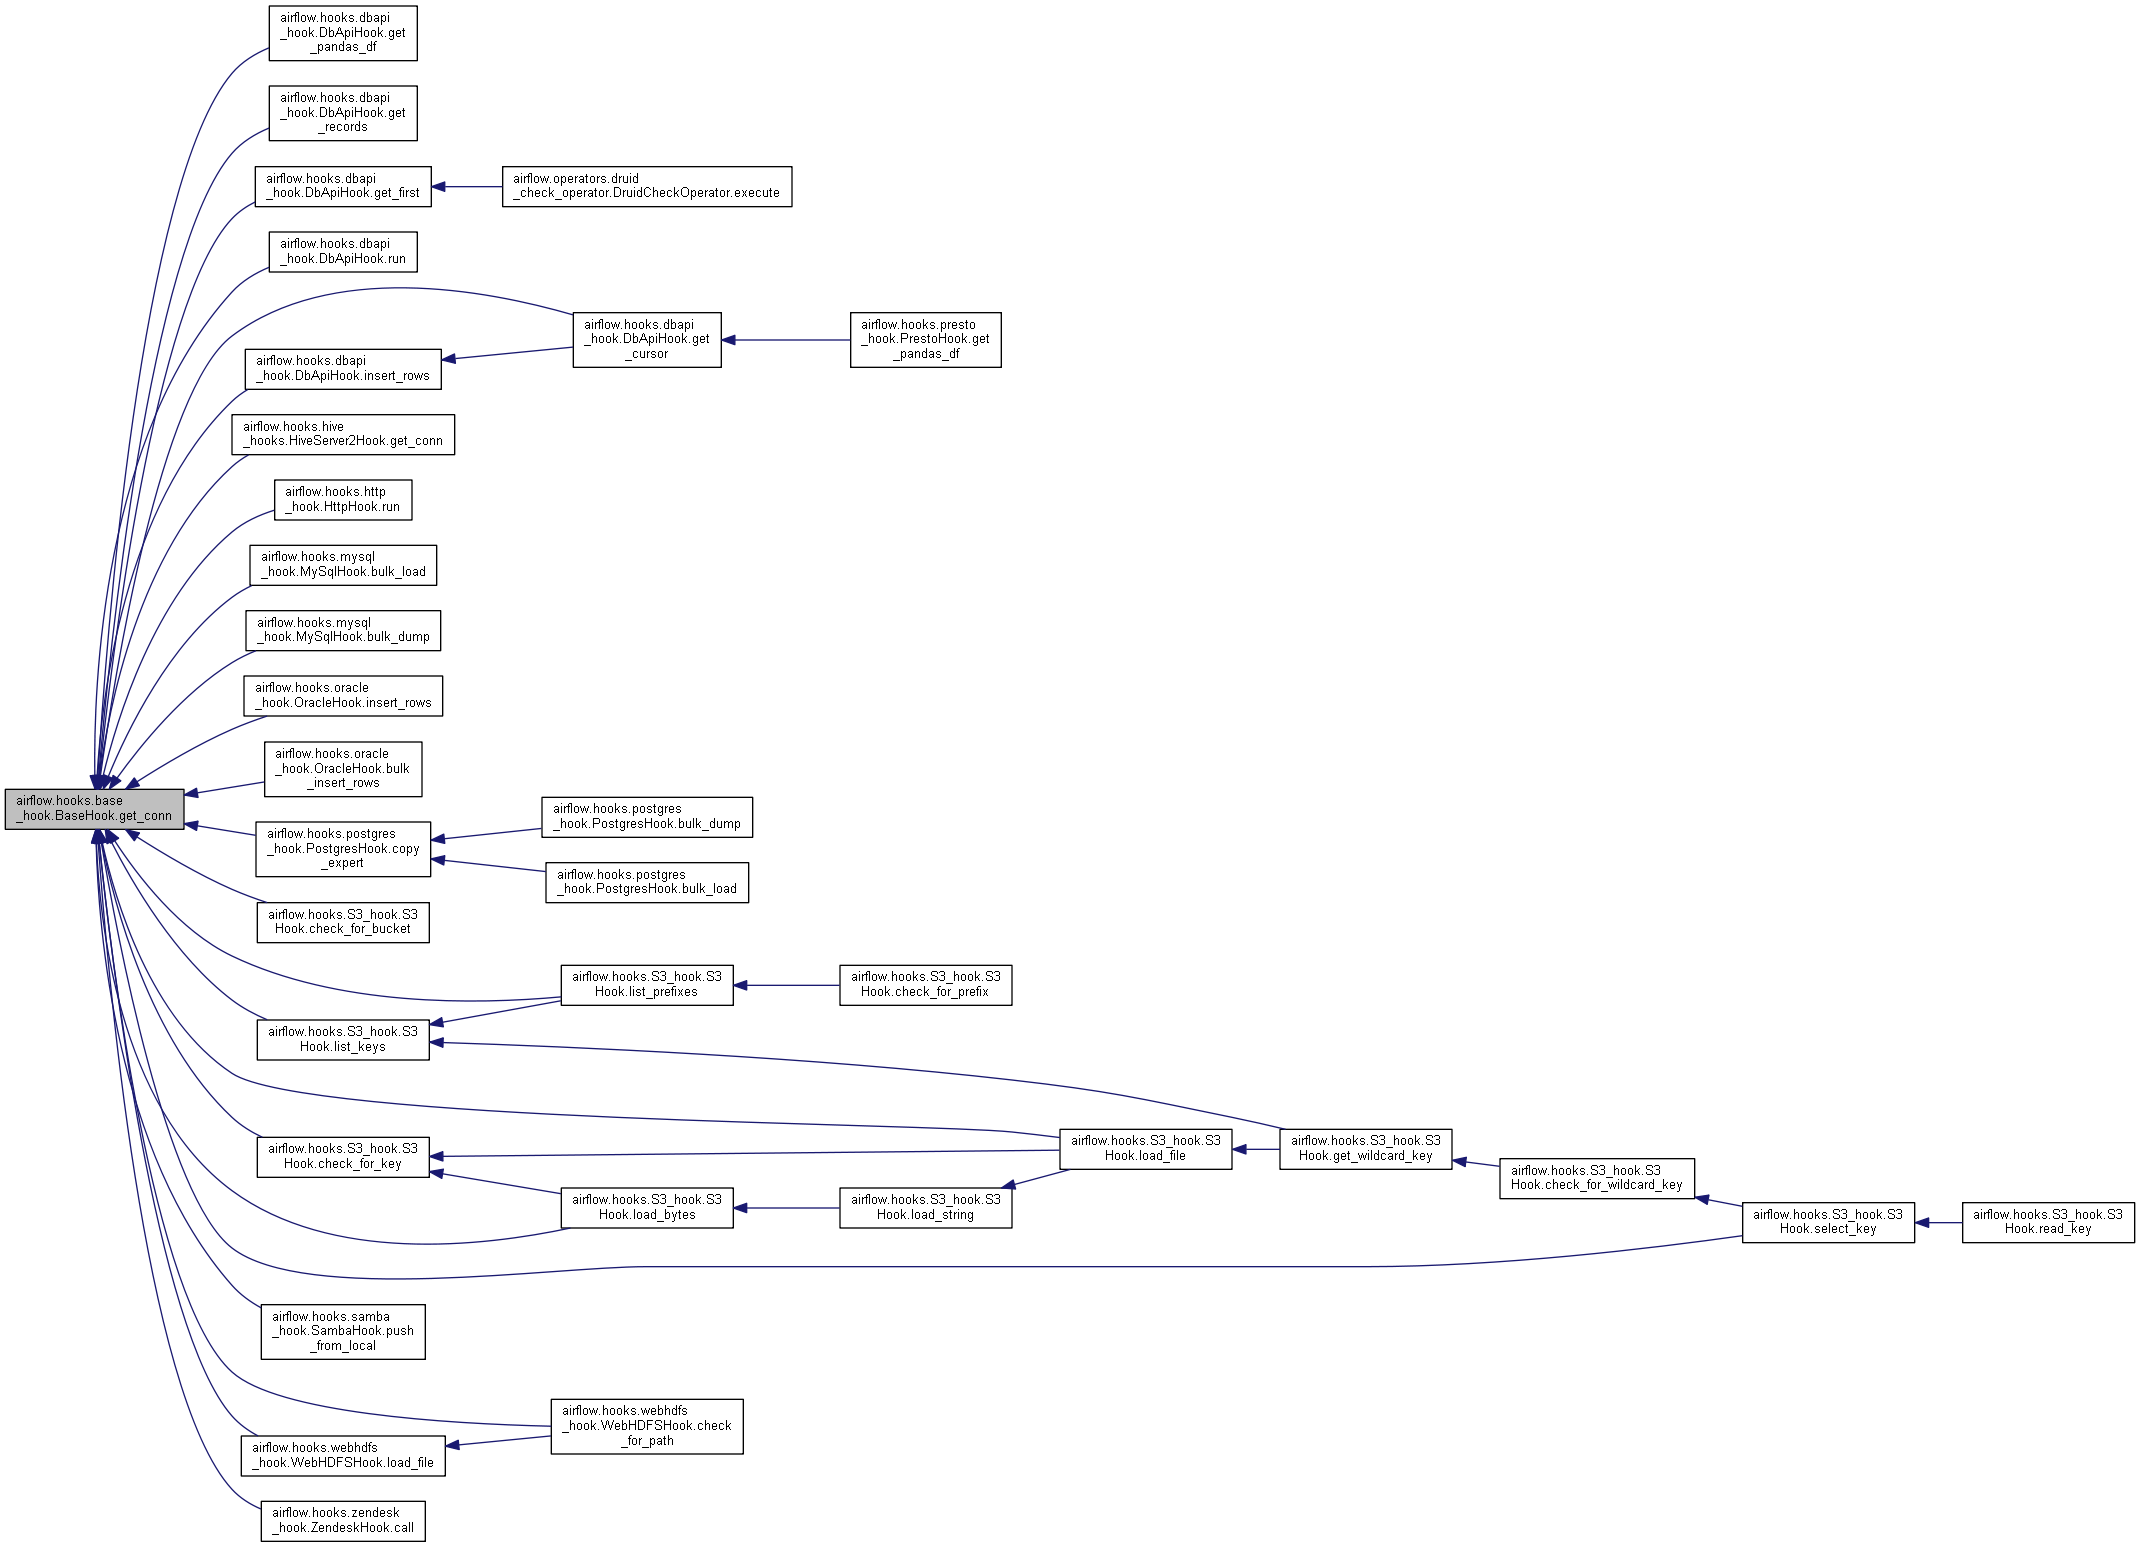 airflow.hooks.dbapi
_hook.DbApiHook.get
_pandas_df
airflow.hooks.dbapi
_hook.DbApiHook.get
_records
airflow.hooks.dbapi
_hook.DbApiHook.get_first
airflow.operators.druid
_check_operator.DruidCheckOperator.execute
airflow.hooks.dbapi
_hook.DbApiHook.run
airflow.hooks.dbapi
_hook.DbApiHook.get
_cursor
airflow.hooks.presto
_hook.PrestoHook.get
_pandas_df
airflow.hooks.dbapi
_hook.DbApiHook.insert_rows
airflow.hooks.hive
_hooks.HiveServer2Hook.get_conn
airflow.hooks.http
_hook.HttpHook.run
airflow.hooks.mysql
_hook.MySqlHook.bulk_load
airflow.hooks.mysql
_hook.MySqlHook.bulk_dump
airflow.hooks.oracle
_hook.OracleHook.insert_rows
airflow.hooks.oracle
_hook.OracleHook.bulk
_insert_rows
airflow.hooks.base
_hook.BaseHook.get_conn
airflow.hooks.postgres
_hook.PostgresHook.copy
_expert
airflow.hooks.postgres
_hook.PostgresHook.bulk_dump
airflow.hooks.postgres
_hook.PostgresHook.bulk_load
airflow.hooks.S3_hook.S3
Hook.check_for_bucket
airflow.hooks.S3_hook.S3
Hook.list_prefixes
airflow.hooks.S3_hook.S3
Hook.check_for_prefix
airflow.hooks.S3_hook.S3
Hook.list_keys
airflow.hooks.S3_hook.S3
Hook.check_for_key
airflow.hooks.S3_hook.S3
Hook.load_file
airflow.hooks.S3_hook.S3
Hook.get_wildcard_key
airflow.hooks.S3_hook.S3
Hook.check_for_wildcard_key
airflow.hooks.S3_hook.S3
Hook.load_bytes
airflow.hooks.S3_hook.S3
Hook.load_string
airflow.hooks.S3_hook.S3
Hook.select_key
airflow.hooks.S3_hook.S3
Hook.read_key
airflow.hooks.samba
_hook.SambaHook.push
_from_local
airflow.hooks.webhdfs
_hook.WebHDFSHook.check
_for_path
airflow.hooks.webhdfs
_hook.WebHDFSHook.load_file
airflow.hooks.zendesk
_hook.ZendeskHook.call